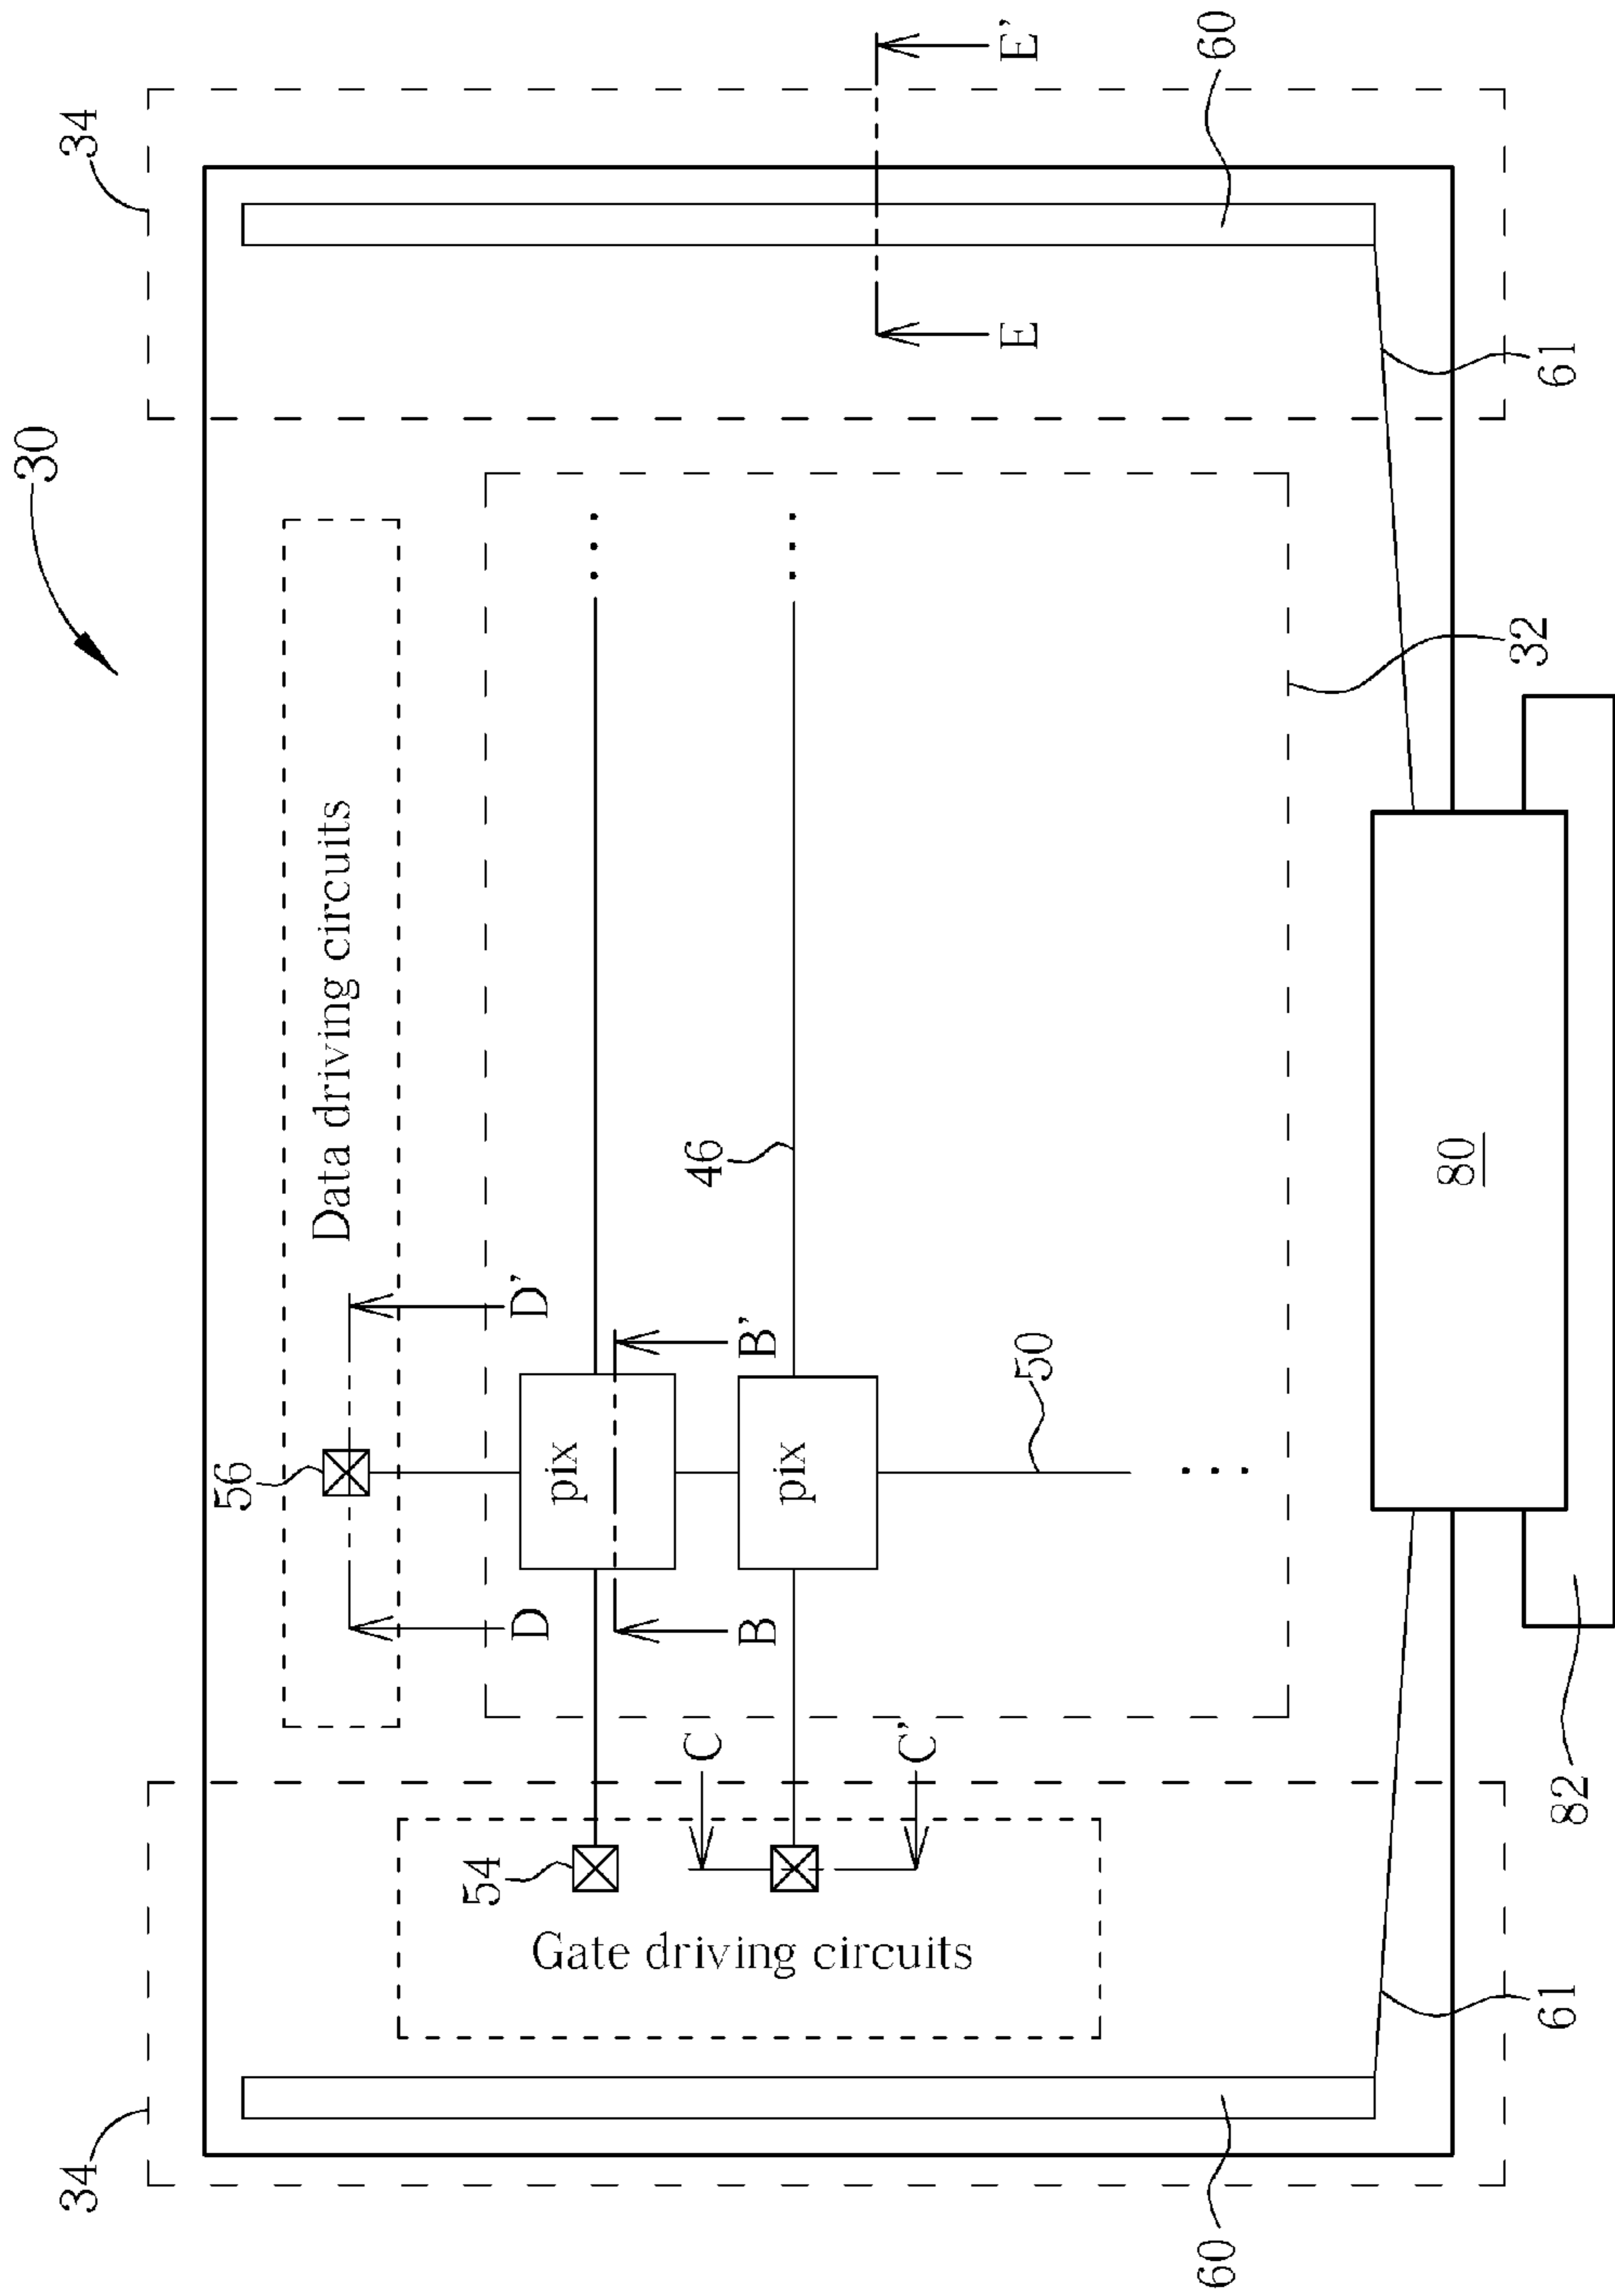 30
34
34
Data driving circuits
56
D
D'
pix
B
B'
54
46
C
C'
pix
E
E'
Gate driving circuits
50
60
60
80
61
61
32
82